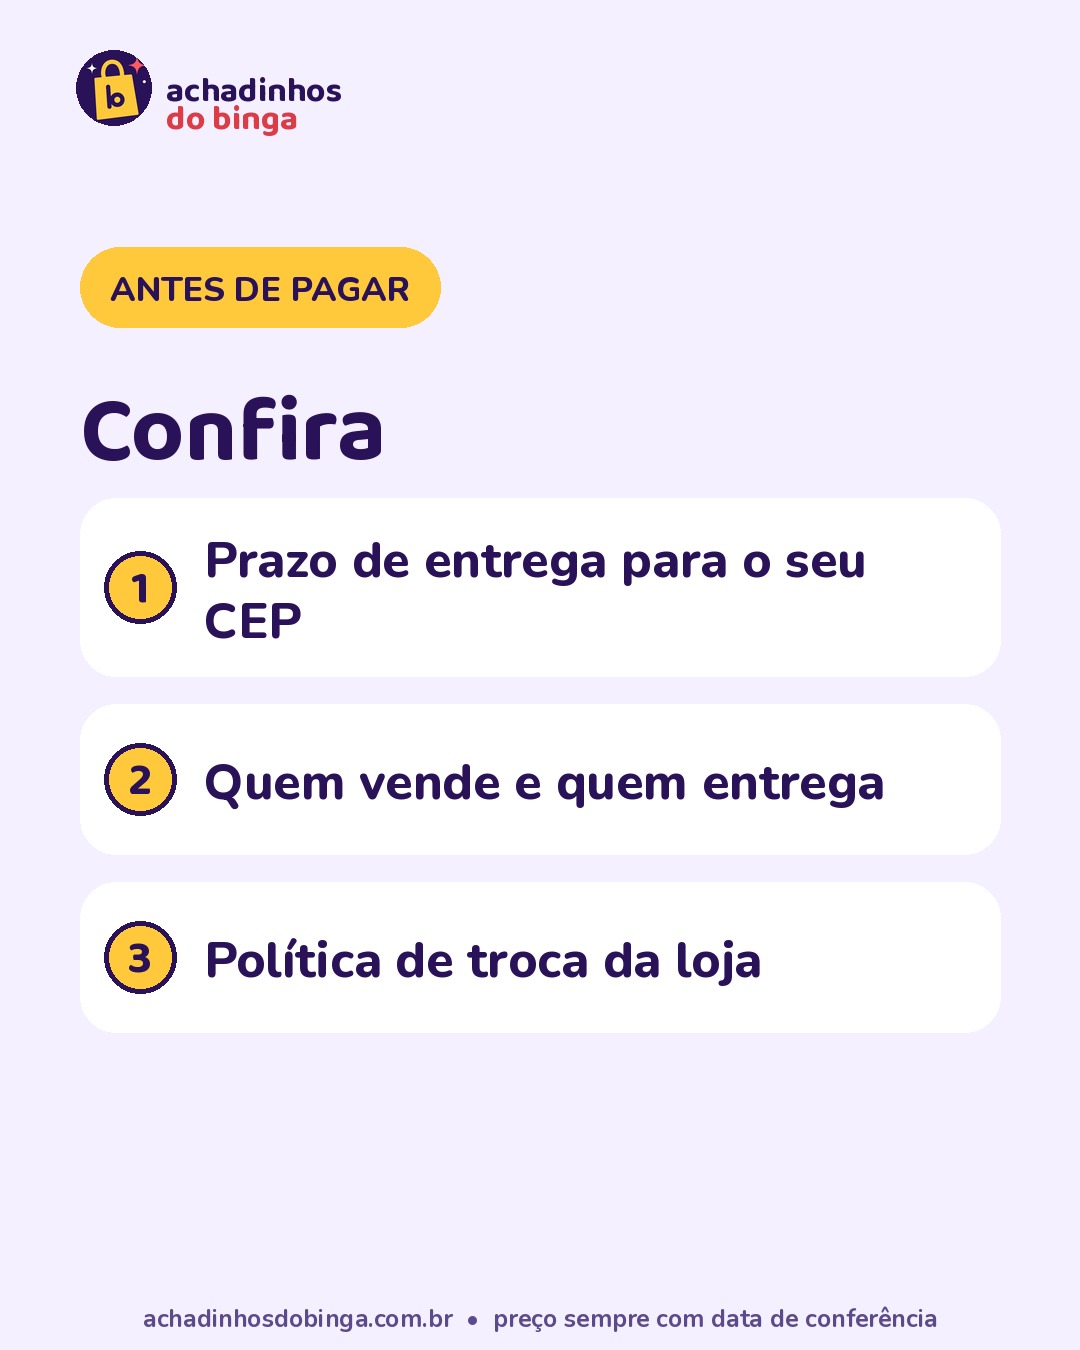 b
achadinhos
do binga
ANTES DE PAGAR
Confira
1 Prazo de entrega para o seu
CEP
2 Quem vende e quem entrega
3 Política de troca da loja
achadinhosdobinga.com.br • preço sempre com data de conferência